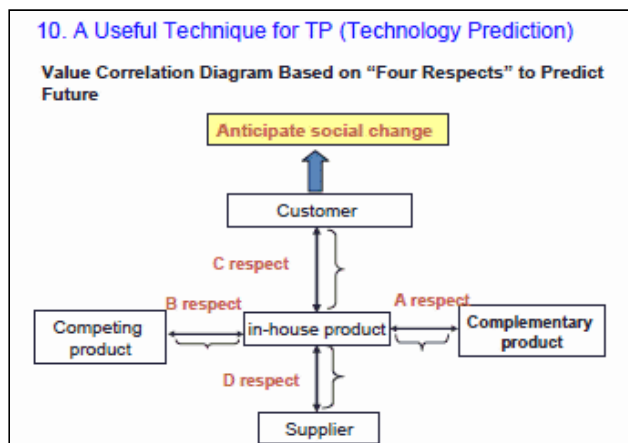 10. A Useful Technique for TP (Technology Prediction)
Value Correlation Diagram Based on “Four Respects” to Predict
Future
Anticipate social change
Customer
C respect
B respect
A respect
Competing
product
in-house product
Complementary
product
D respect
Supplier